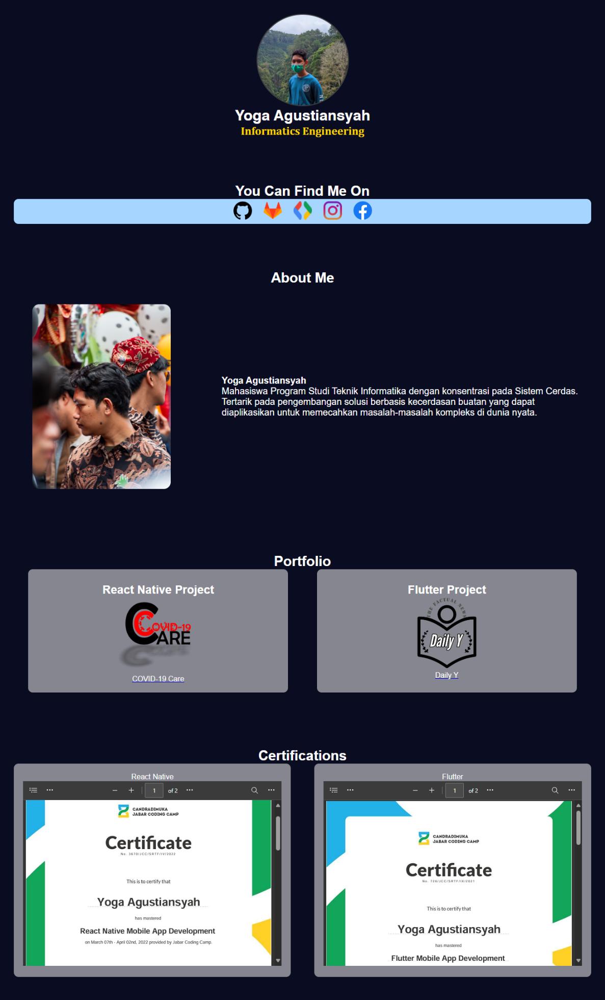 Yoga Agustiansyah
Informatics Engineering
You Can Find Me On
About Me
Yoga Agustiansyah
Mahasiswa Program Studi Teknik Informatika dengan konsentrasi pada Sistem Cerdas.
Tertarik pada pengembangan solusi berbasis kecerdasan buatan yang dapat
diaplikasikan untuk memecahkan masalah-masalah kompleks di dunia nyata.
Portfolio
React Native Project
COVID-19
CARE
COVID-19 Care
Flutter Project
THE FACTUAL NEWS
Daily Y
Daily Y
Certifications
React Native
1 of 2
CANDRADIMUKA
JABAR CODING CAMP
Certificate
No. 3670/JCC/SRTF/IV/2022
This is to certify that
Yoga Agustiansyah
has mastered
React Native Mobile App Development
on March 07th - April 02nd, 2022 provided by Jabar Coding Camp.
Flutter
1 of 2
CANDRADIMUKA
JABAR CODING CAMP
Certificate
No. 726/JCC/SRTF/IX/2021
This is to certify that
Yoga Agustiansyah
has mastered
Flutter Mobile App Development